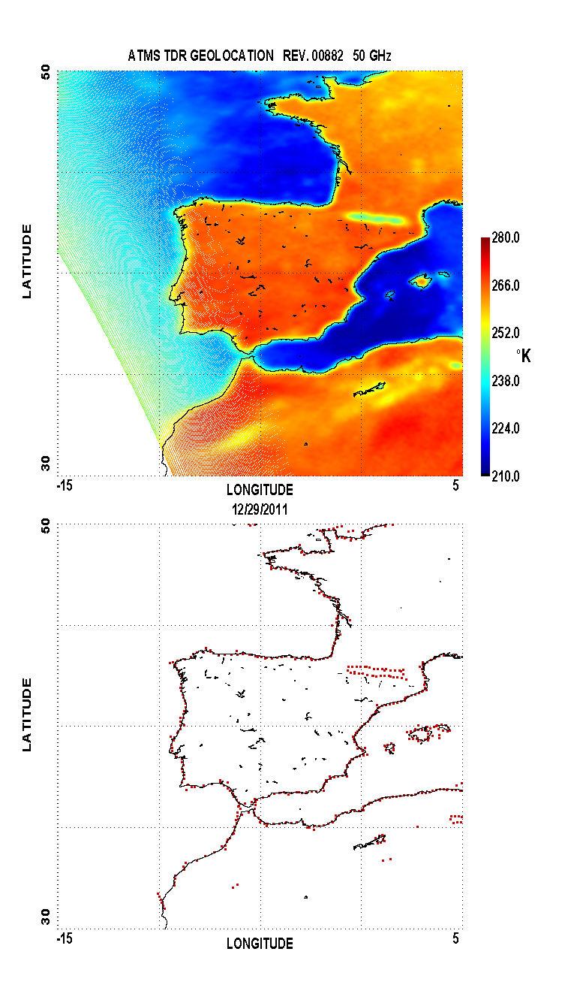 ATMS TDR GEOLOCATION REV. 00882 50 GHz
50
LATITUDE
30
-15
LONGITUDE
5
280.0
266.0
252.0
°K
238.0
224.0
210.0
12/29/2011
50
LATITUDE
30
-15
LONGITUDE
5